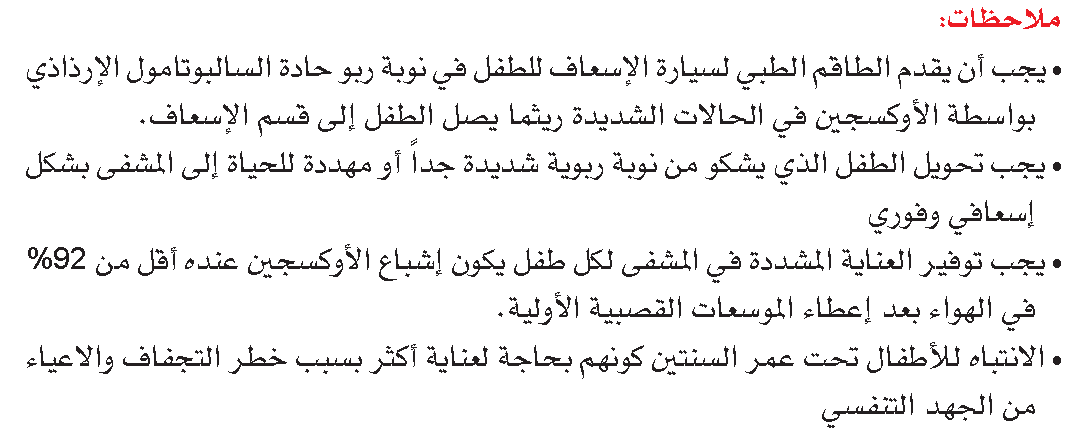 ملاحظات:
• يجب أن يقدم الطاقم الطبي لسيارة الإسعاف للطفل في نوبة ربو حادة السالبوتامول الإرذاذي
بواسطة الأوكسجين في الحالات الشديدة ريثما يصل الطفل إلى قسم الإسعاف.
• يجب تحويل الطفل الذي يشكو من نوبة ربوية شديدة جداً أو مهددة للحياة إلى المشفى بشكل
إسعافي وفوري
• يجب توفير العناية المشددة في المشفى لكل طفل يكون إشباع الأوكسجين عنده أقل من 92%
في الهواء بعد إعطاء الموسعات القصبية الأولية.
• الانتباه للأطفال تحت عمر السنتين كونهم بحاجة لعناية أكثر بسبب خطر التجفاف والاعياء
من الجهد التنفسي